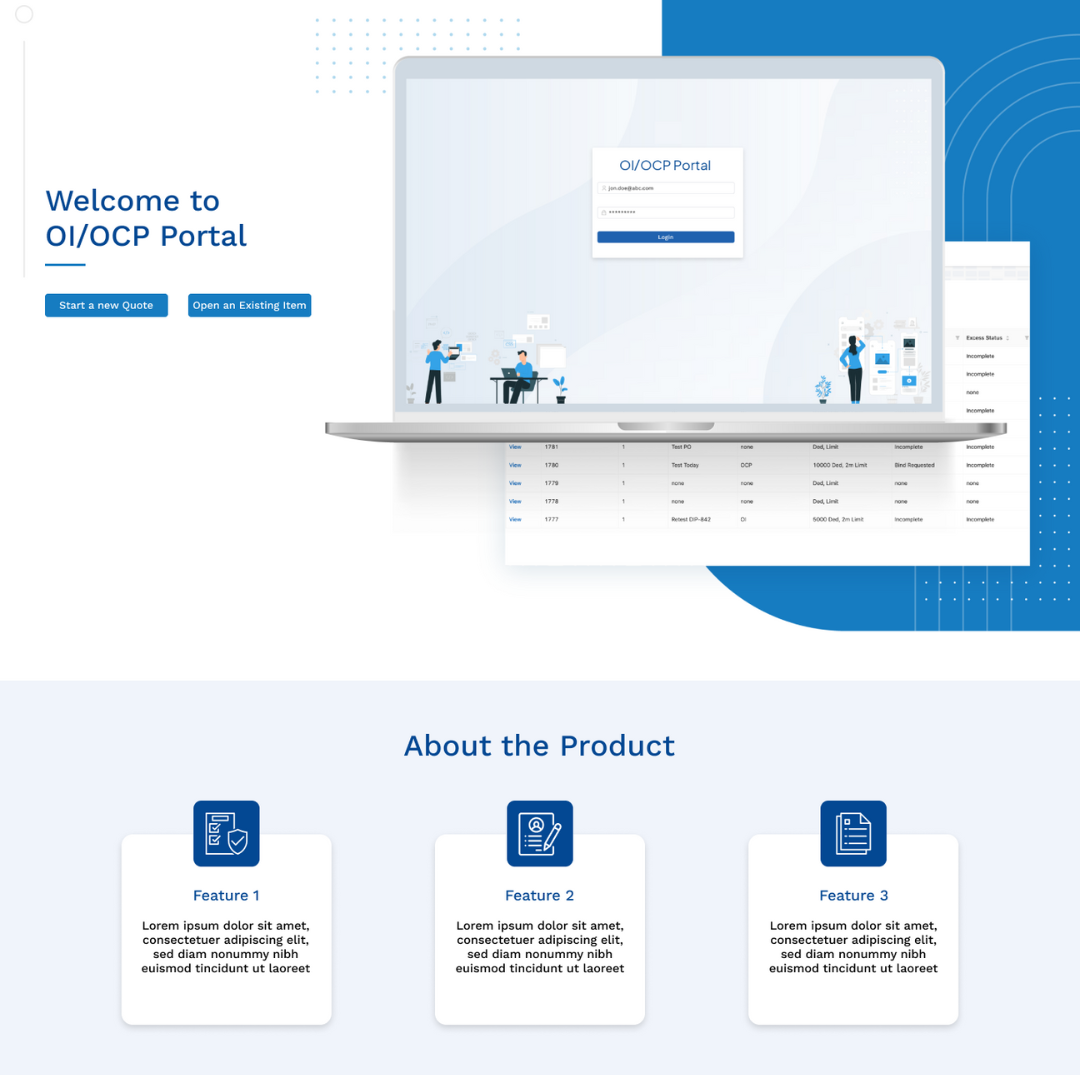 Welcome to
OI/OCP Portal
Start a new Quote
Open an Existing Item
OI/OCP Portal
jon.doe@abc.com
*********
Login
Excess Status
Incomplete
Incomplete
none
Incomplete
View 1781 1 Test PO none Ded, Limit Incomplete Incomplete
View 1780 1 Test Today OCP 10000 Ded, 2m Limit Bind Requested Incomplete
View 1779 1 none none Ded, Limit none none
View 1778 1 none none Ded, Limit none none
View 1777 1 Retest DIP-842 OI 5000 Ded, 2m Limit Incomplete Incomplete
About the Product
Feature 1
Lorem ipsum dolor sit amet,
consectetuer adipiscing elit,
sed diam nonummy nibh
euismod tincidunt ut laoreet
Feature 2
Lorem ipsum dolor sit amet,
consectetuer adipiscing elit,
sed diam nonummy nibh
euismod tincidunt ut laoreet
Feature 3
Lorem ipsum dolor sit amet,
consectetuer adipiscing elit,
sed diam nonummy nibh
euismod tincidunt ut laoreet